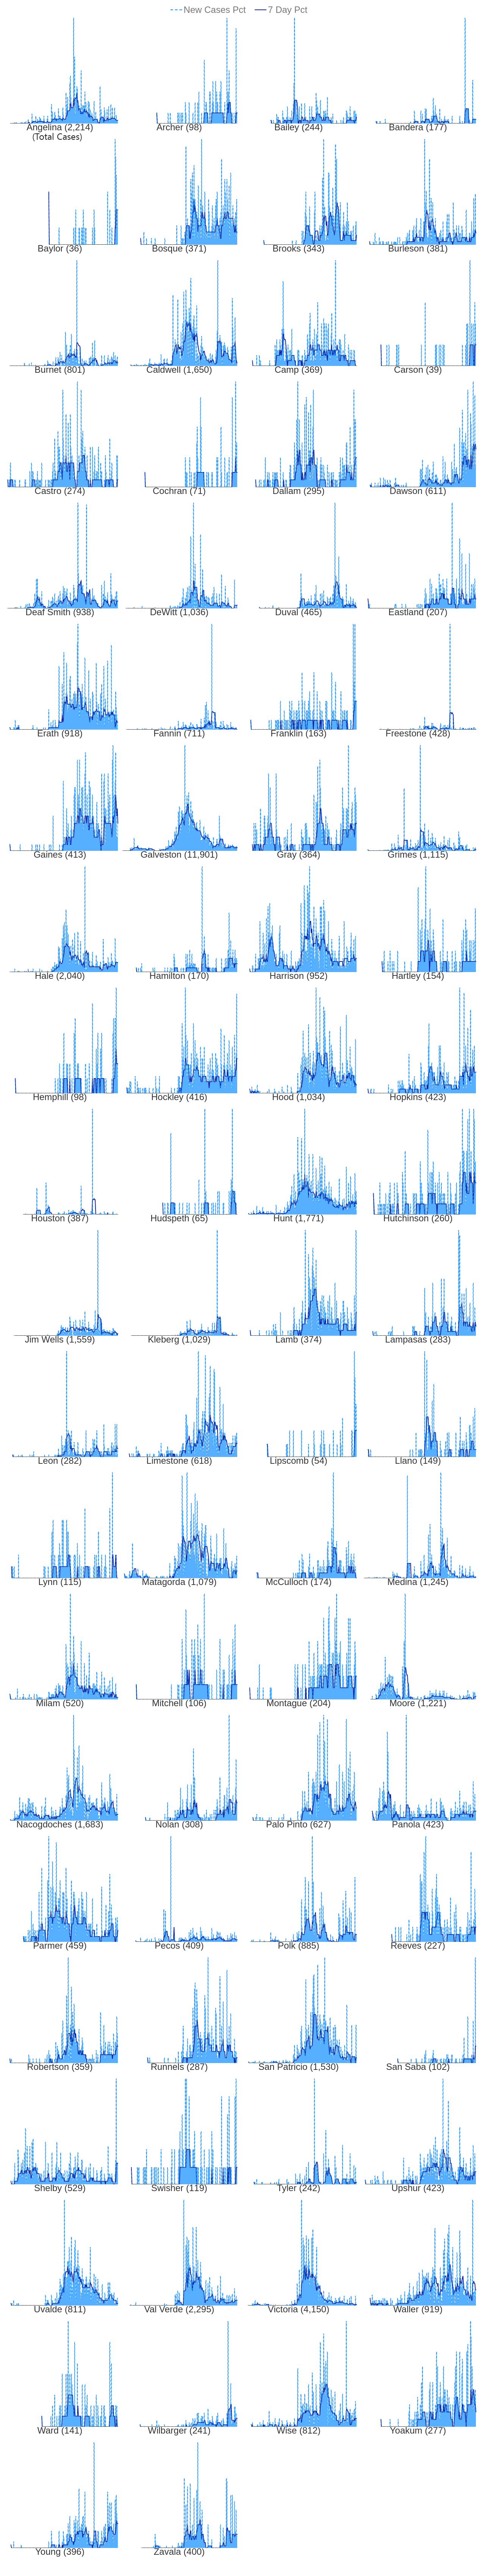 New Cases Pct 7 Day Pct
Angelina (2,214) Archer (98) Bailey (244) Bandera (177)
(Total Cases)
Baylor (36) Bosque (371) Brooks (343) Burleson (381)
Burnet (801) Caldwell (1,650) Camp (369) Carson (39)
Castro (274) Cochran (71) Dallam (295) Dawson (611)
Deaf Smith (938) DeWitt (1,036) Duval (465) Eastland (207)
Erath (918) Fannin (711) Franklin (163) Freestone (428)
Gaines (413) Galveston (11,901) Gray (364) Grimes (1,115)
Hale (2,040) Hamilton (170) Harrison (952) Hartley (154)
Hemphill (98) Hockley (416) Hood (1,034) Hopkins (423)
Houston (387) Hudspeth (65) Hunt (1,771) Hutchinson (260)
Jim Wells (1,559) Kleberg (1,029) Lamb (374) Lampasas (283)
Leon (282) Limestone (618) Lipscomb (54) Llano (149)
Lynn (115) Matagorda (1,079) McCulloch (174) Medina (1,245)
Milam (520) Mitchell (106) Montague (204) Moore (1,221)
Nacogdoches (1,683) Nolan (308) Palo Pinto (627) Panola (423)
Parmer (459) Pecos (409) Polk (885) Reeves (227)
Robertson (359) Runnels (287) San Patricio (1,530) San Saba (102)
Shelby (529) Swisher (119) Tyler (242) Upshur (423)
Uvalde (811) Val Verde (2,295) Victoria (4,150) Waller (919)
Ward (141) Wilbarger (241) Wise (812) Yoakum (277)
Young (396) Zavala (400)